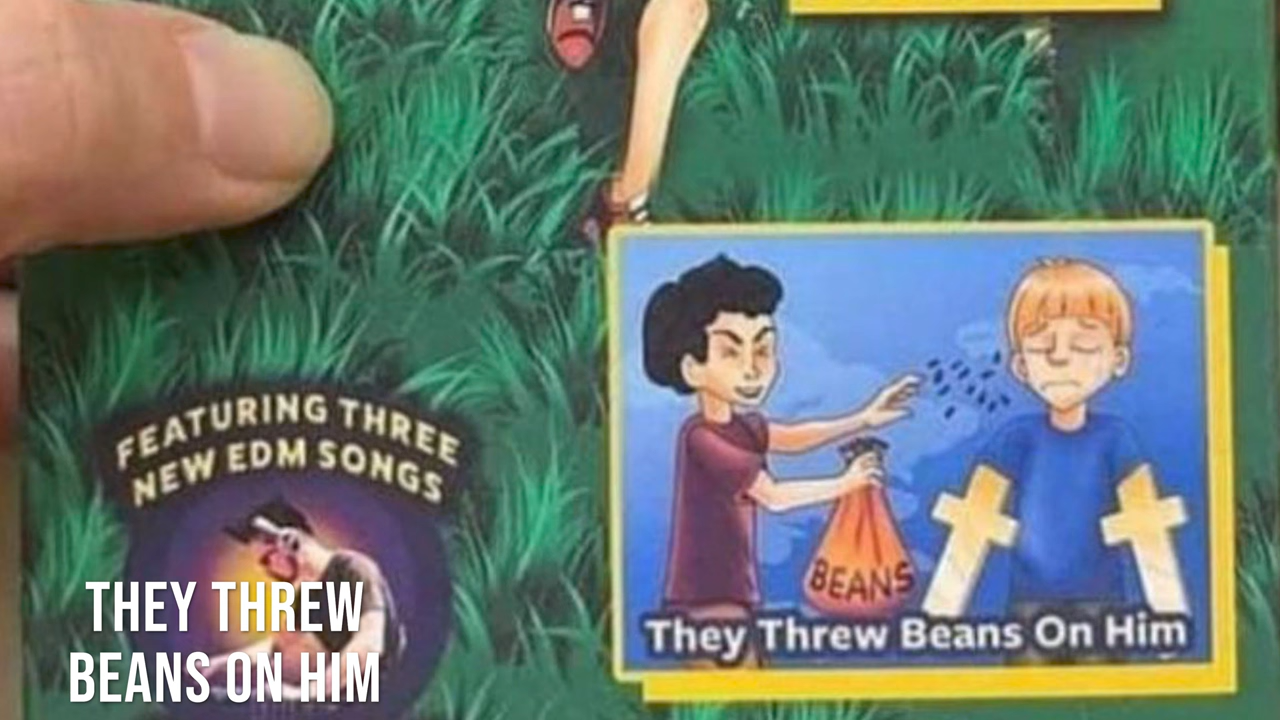 FEATURING THREE
NEW EDM SONGS
BEANS
They Threw Beans On Him
THEY THREW
BEANS ON HIM